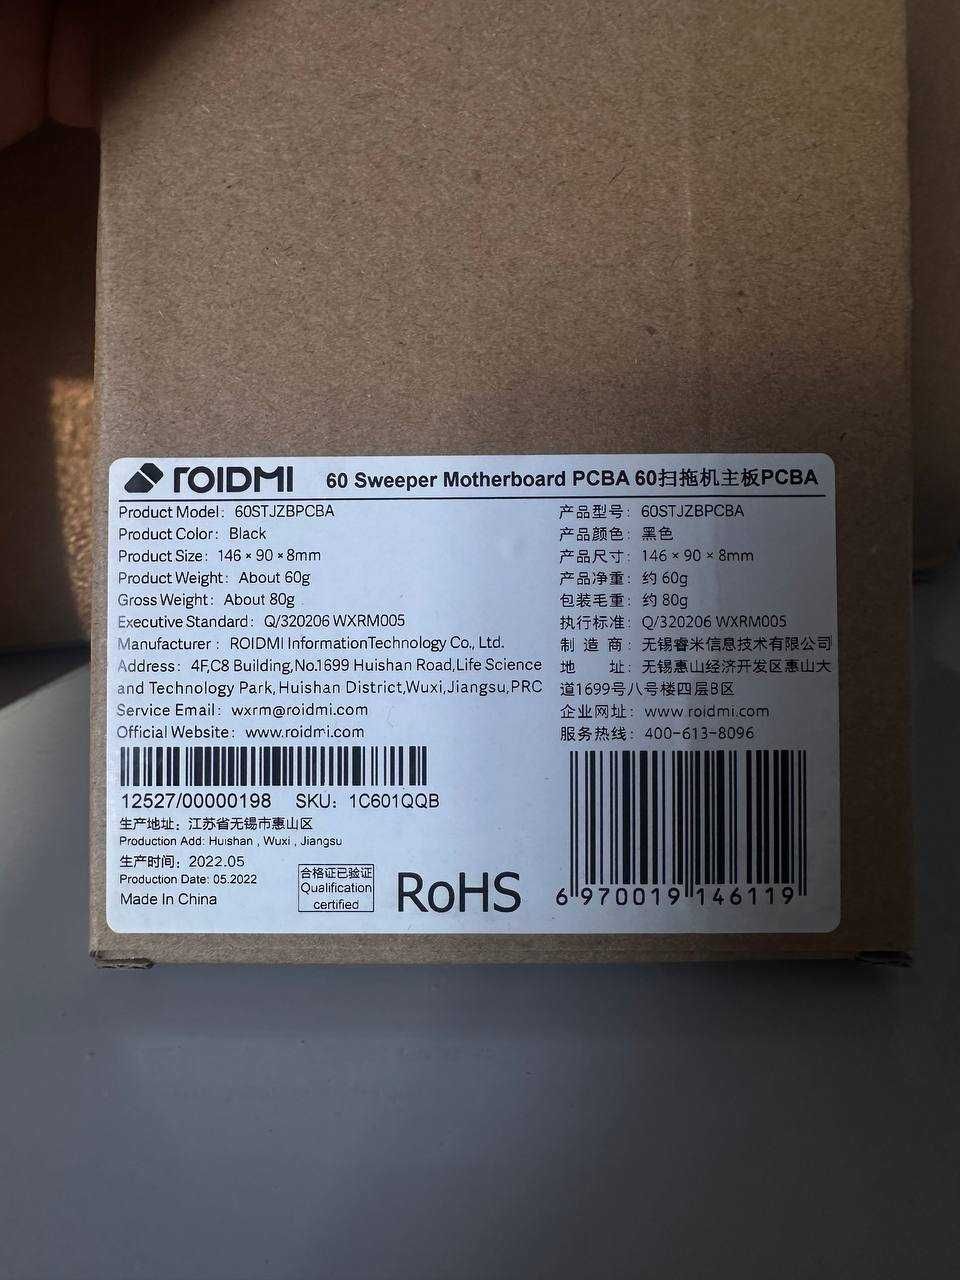 ROIDMI 60 Sweeper Motherboard PCBA 60扫拖机主板PCBA
Product Model: 60STJZBPCBA
Product Color: Black
Product Size: 146 × 90 × 8mm
Product Weight: About 60g
Gross Weight: About 80g
Executive Standard: Q/320206 WXRM005
Manufacturer: ROIDMI InformationTechnology Co., Ltd.
Address: 4F,C8 Building,No.1699 Huishan Road,Life Science
and Technology Park,Huishan District,Wuxi,Jiangsu,PRC
Service Email: wxrm@roidmi.com
Official Website: www.roidmi.com
12527/00000198 SKU: 1C601QQB
生产地址: 江苏省无锡市惠山区
Production Add: Huishan , Wuxi , Jiangsu
生产时间: 2022.05
Production Date: 05.2022
Made In China
合格证已验证
Qualification
certified
RoHS
产品型号: 60STJZBPCBA
产品颜色: 黑色
产品尺寸: 146 × 90 × 8mm
产品净重: 约 60g
包装毛重: 约 80g
执行标准: Q/320206 WXRM005
制 造 商: 无锡睿米信息技术有限公司
地 址: 无锡惠山经济开发区惠山大
道1699号八号楼四层B区
企业网址: www.roidmi.com
服务热线: 400-613-8096
6 970019 146119